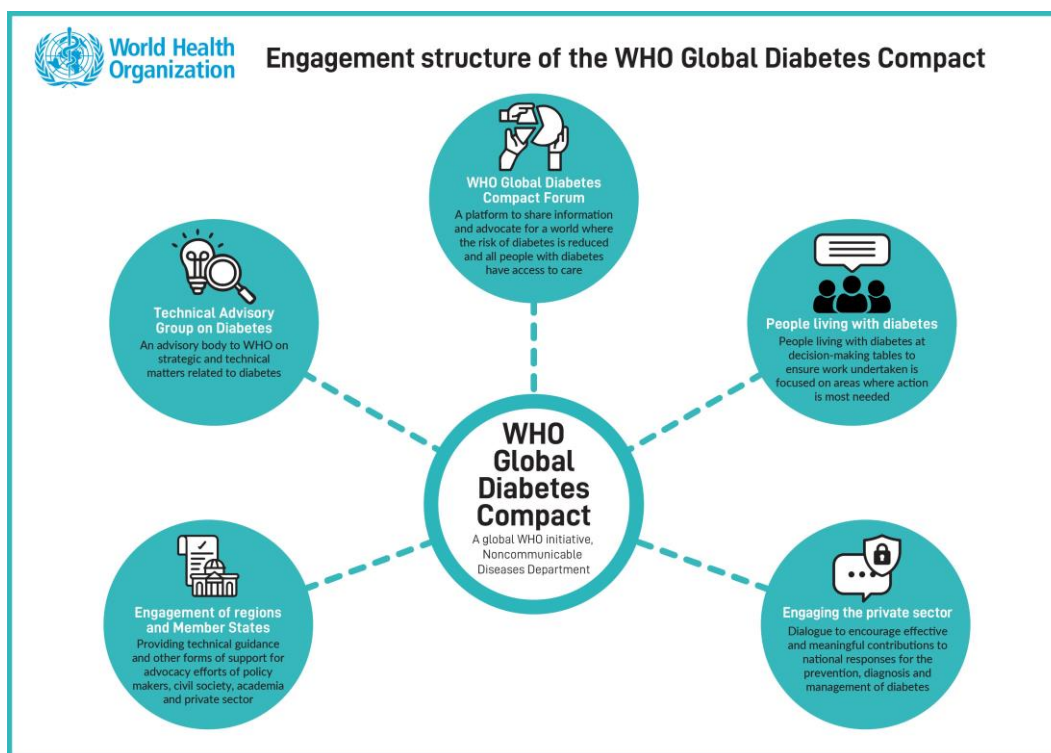 World Health
Organization
Engagement structure of the WHO Global Diabetes Compact
WHO Global Diabetes
Compact Forum
A platform to share information
and advocate for a world where
the risk of diabetes is reduced
and all people with diabetes
have access to care
Technical Advisory
Group on Diabetes
An advisory body to WHO on
strategic and technical
matters related to diabetes
People living with diabetes
People living with diabetes at
decision-making tables to
ensure work undertaken is
focused on areas where action
is most needed
WHO
Global
Diabetes
Compact
A global WHO initiative,
Noncommunicable
Diseases Department
Engagement of regions
and Member States
Providing technical guidance
and other forms of support for
advocacy efforts of policy
makers, civil society, academia
and private sector
Engaging the private sector
Dialogue to encourage effective
and meaningful contributions to
national responses for the
prevention, diagnosis and
management of diabetes